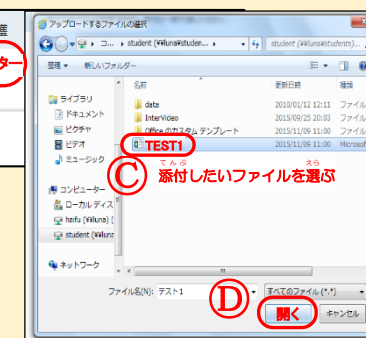 護
ター
アップロードするファイルの選択
コ... ▸ student (¥¥luna¥studen... ▸
student (¥¥luna¥students)...
整理 ▼ 新しいフォルダー
名前 更新日時 種類
ライブラリ
ドキュメント
ピクチャ
ビデオ
ミュージック
コンピューター
ローカル ディス
haifu (¥¥luna) (
student (¥¥luna
ネットワーク
data 2010/01/12 12:11 ファイル
InterVideo 2015/09/25 20:03 ファイル
Office のカスタム テンプレート 2015/11/09 11:00 ファイル
TEST1 2015/11/09 11:00 Microsof
てんぷ えら
Ⓒ 添付したいファイルを選ぶ
ファイル名(N): テスト1
すべてのファイル (*.*)
Ⓓ 開く キャンセル